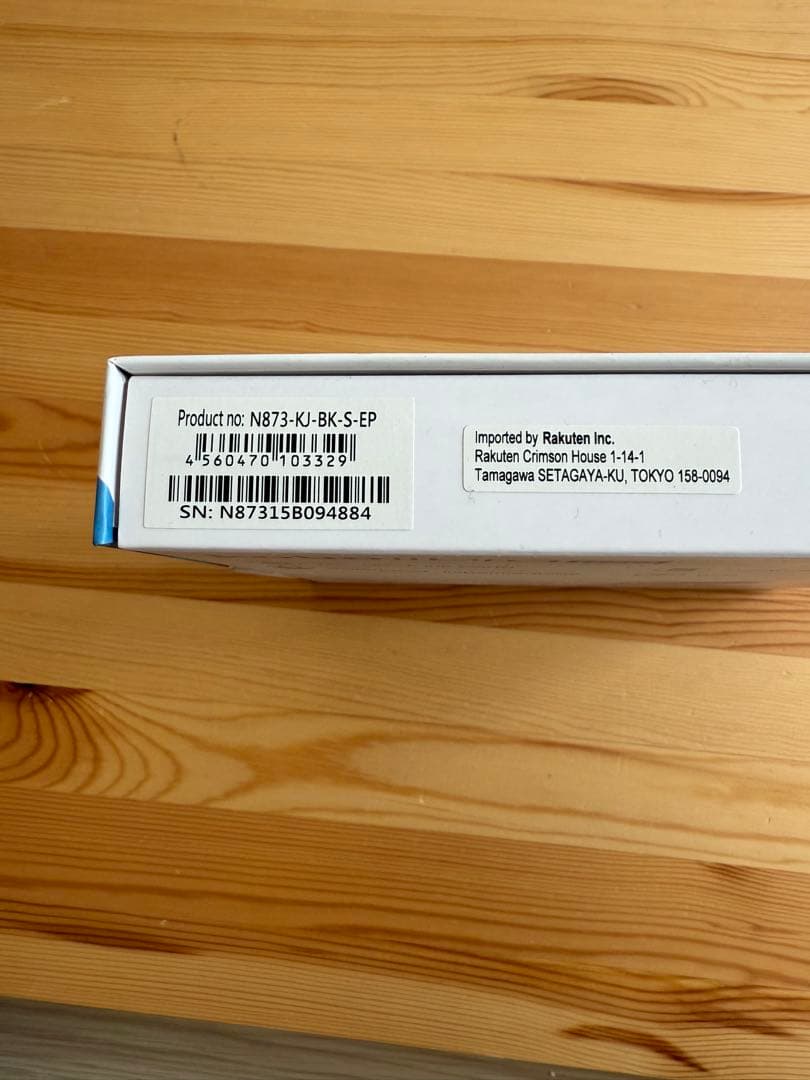 Product no: N873-KJ-BK-S-EP
4 560470 103329
SN: N87315B094884
Imported by Rakuten Inc.
Rakuten Crimson House 1-14-1
Tamagawa SETAGAYA-KU, TOKYO 158-0094